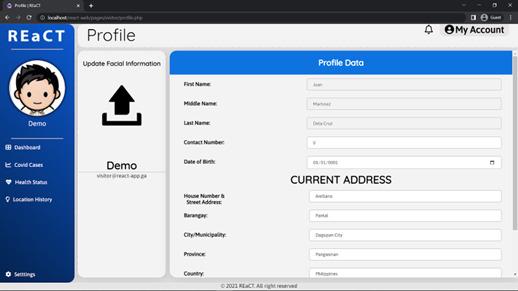 Profile | REaCT
localhost/react-web/pages/visitor/profile.php
Guest
REaCT
Profile
My Account
Demo
Dashboard
Covid Cases
Health Status
Location History
Settings
Update Facial Information
Demo
visitor@react-app.ga
Profile Data
First Name:
Juan
Middle Name:
Martinez
Last Name:
Dela Cruz
Contact Number:
0
Date of Birth:
01/01/0001
CURRENT ADDRESS
House Number &
Street Address:
Arellano
Barangay:
Pantal
City/Municipality:
Dagupan City
Province:
Pangasinan
Country:
Philippines
© 2021 REaCT. All right reserved